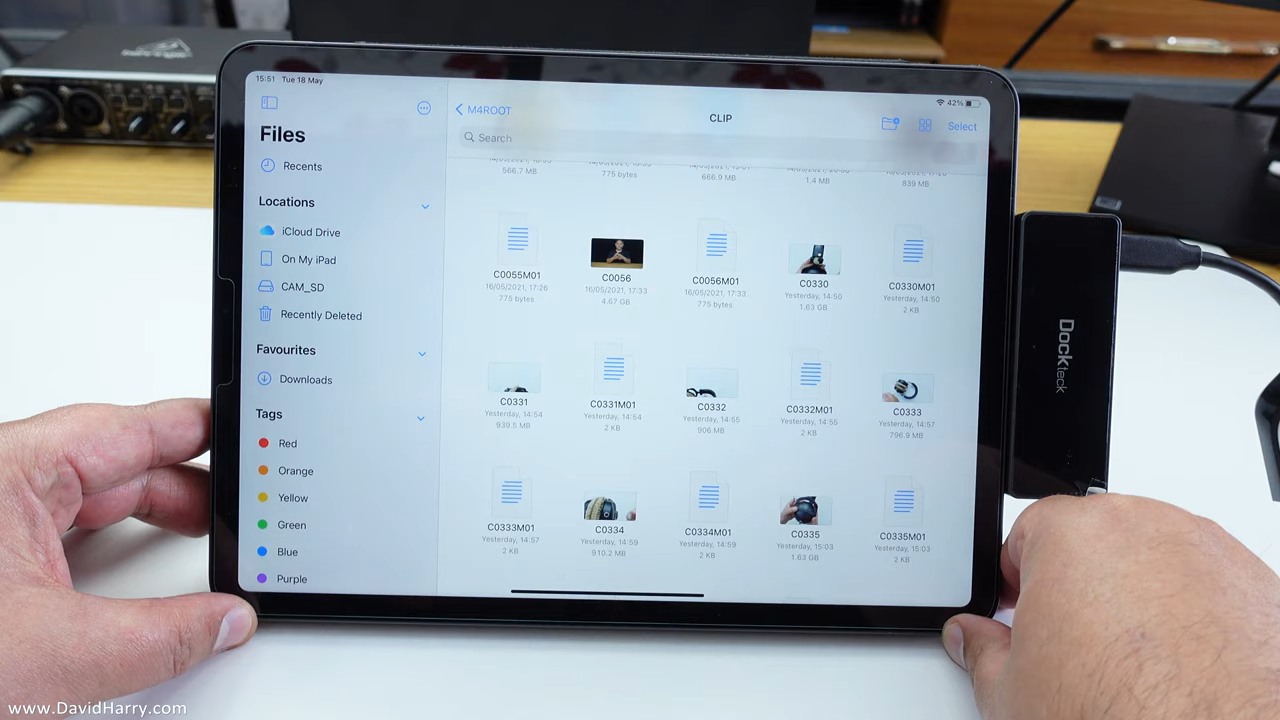 15:51 Tue 18 May
42%
Files
Recents
Locations
iCloud Drive
On My iPad
CAM_SD
Recently Deleted
Favourites
Downloads
Tags
Red
Orange
Yellow
Green
Blue
Purple
M4ROOT
CLIP
Select
Search
566.7 MB
775 bytes
666.9 MB
1.4 MB
839 MB
C0055M01
16/05/2021, 17:26
775 bytes
C0056
16/05/2021, 17:33
4.67 GB
C0056M01
16/05/2021, 17:33
775 bytes
C0330
Yesterday, 14:50
1.63 GB
C0330M01
Yesterday, 14:50
2 KB
C0331
Yesterday, 14:54
939.5 MB
C0331M01
Yesterday, 14:54
2 KB
C0332
Yesterday, 14:55
906 MB
C0332M01
Yesterday, 14:55
2 KB
C0333
Yesterday, 14:57
796.9 MB
C0333M01
Yesterday, 14:57
2 KB
C0334
Yesterday, 14:59
910.2 MB
C0334M01
Yesterday, 14:59
2 KB
C0335
Yesterday, 15:03
1.63 GB
C0335M01
Yesterday, 15:03
2 KB
Dockteck
www.DavidHarry.com